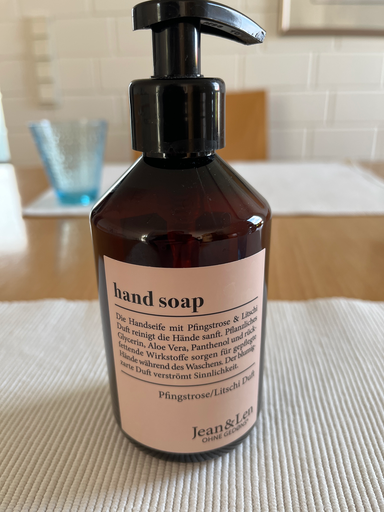 hand soap
Die Handseife mit Pfingstrose & Litschi
Duft reinigt die Hände sanft. Pflanzliches
Glycerin, Aloe Vera, Panthenol und rück-
fettende Wirkstoffe sorgen für gepflegte
Hände während des Waschens. Der blumig-
zarte Duft verströmt Sinnlichkeit.
Pfingstrose/Litschi Duft
Jean&Len
OHNE GEDÖNS